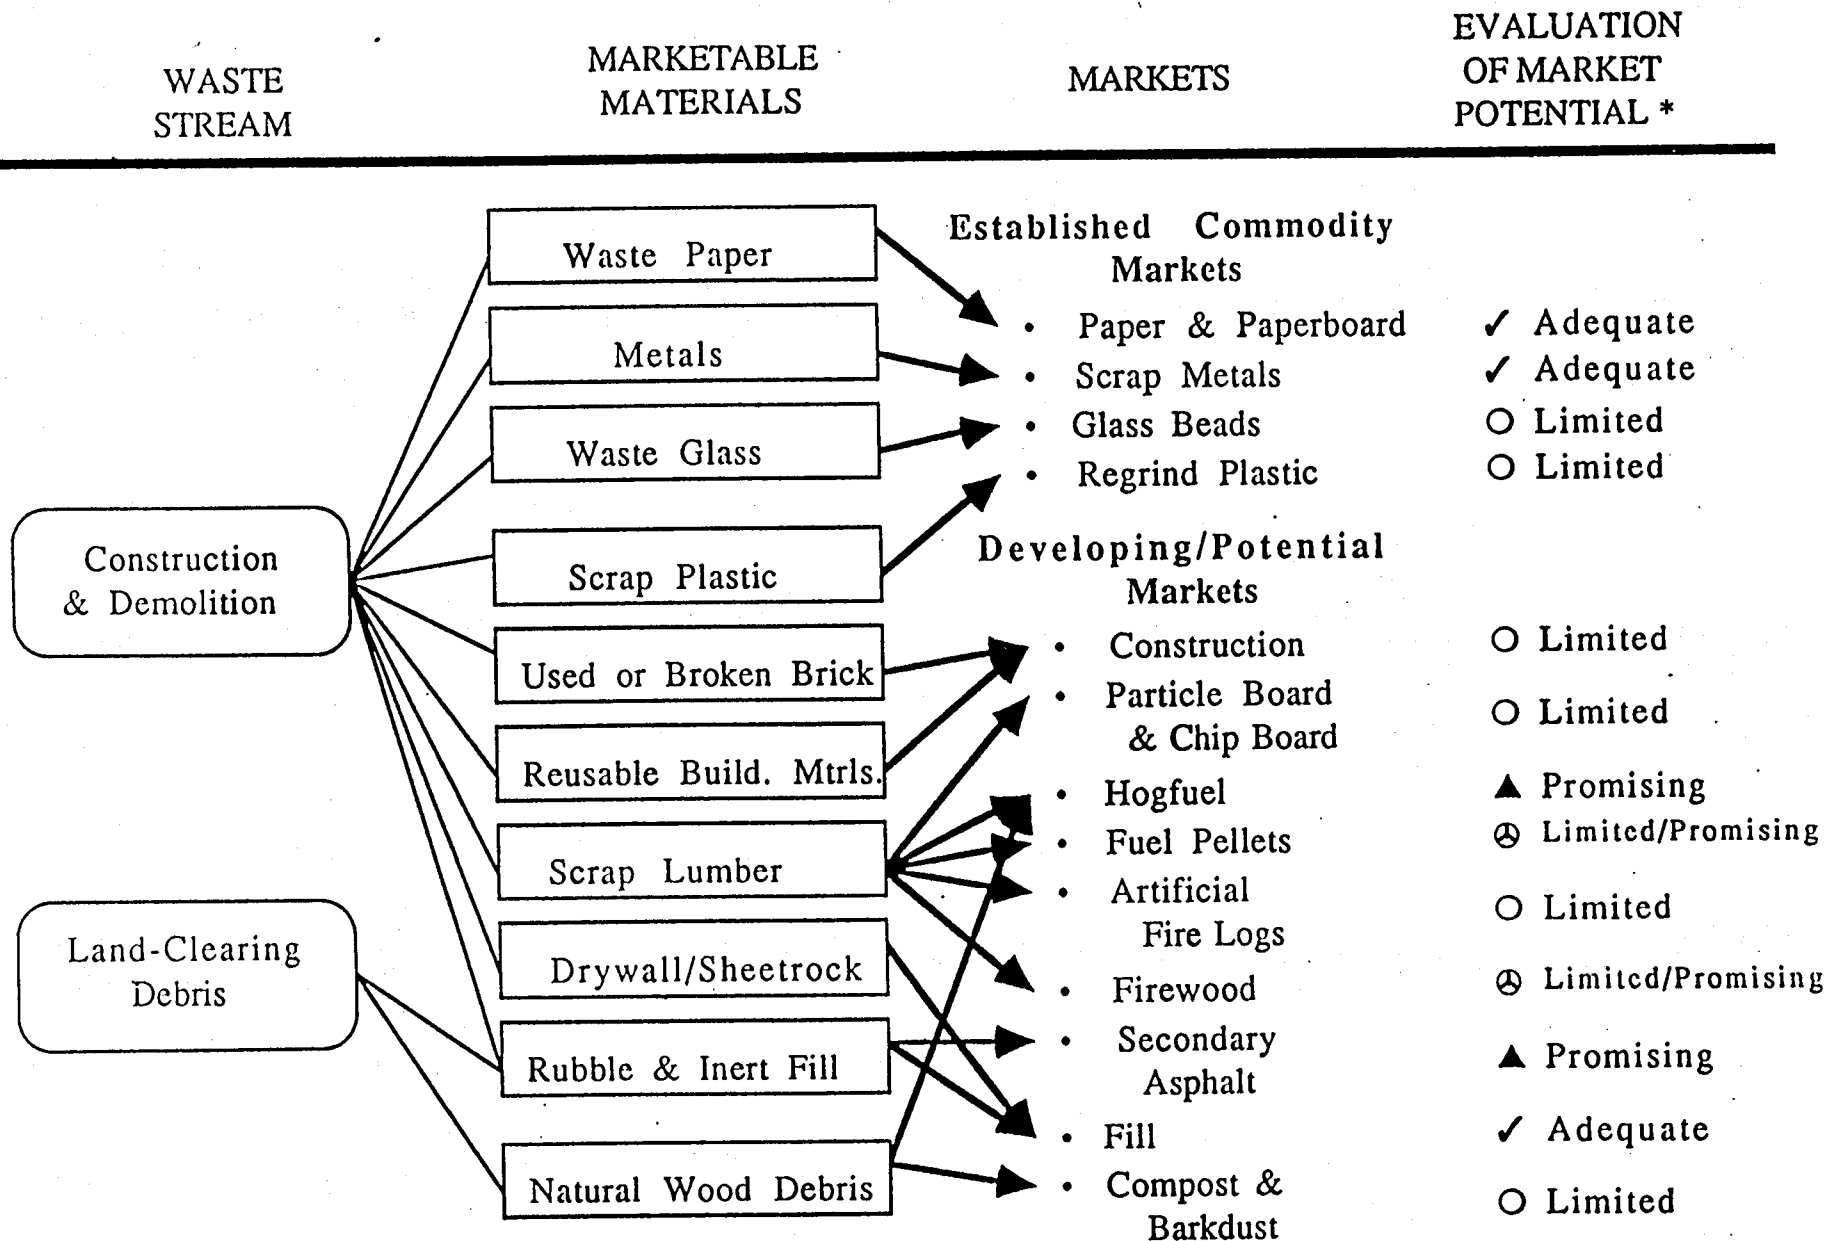 WASTE
STREAM
MARKETABLE
MATERIALS
MARKETS
EVALUATION
OF MARKET
POTENTIAL *
Construction
& Demolition
Land-Clearing
Debris
Waste Paper
Metals
Waste Glass
Scrap Plastic
Used or Broken Brick
Reusable Build. Mtrls.
Scrap Lumber
Drywall/Sheetrock
Rubble & Inert Fill
Natural Wood Debris
Established Commodity
Markets
• Paper & Paperboard
• Scrap Metals
• Glass Beads
• Regrind Plastic
Developing/Potential
Markets
• Construction
• Particle Board
& Chip Board
• Hogfuel
• Fuel Pellets
• Artificial
Fire Logs
• Firewood
• Secondary
Asphalt
• Fill
• Compost &
Barkdust
✓ Adequate
✓ Adequate
○ Limited
○ Limited
○ Limited
○ Limited
▲ Promising
Limited/Promising
○ Limited
Limited/Promising
▲ Promising
✓ Adequate
○ Limited